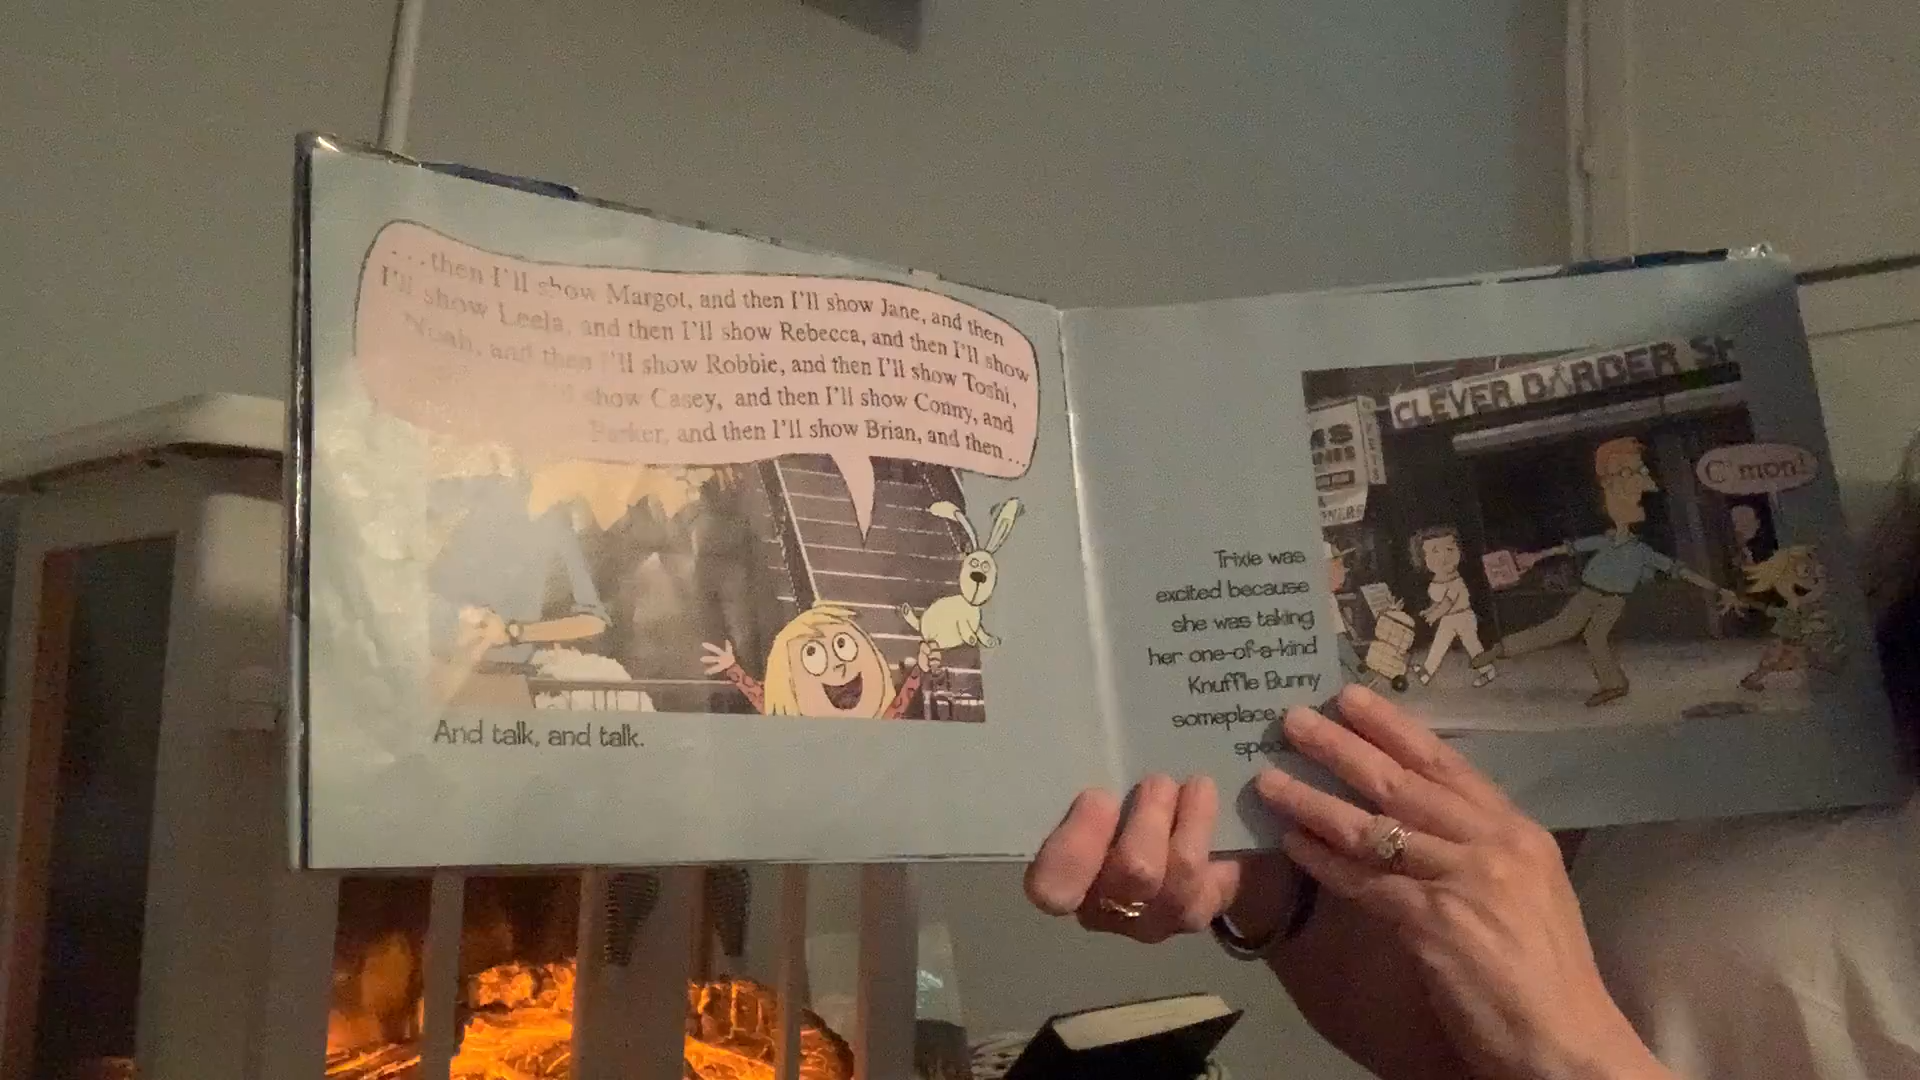 ...then I'll show Margot, and then I'll show Jane, and then
I'll show Leela, and then I'll show Rebecca, and then I'll show
Noah, and then I'll show Robbie, and then I'll show Toshi,
show Casey, and then I'll show Conny, and
Parker, and then I'll show Brian, and then...
And talk, and talk.
Trixie was
excited because
she was taking
her one-of-a-kind
Knuffle Bunny
someplace
CLEVER BARBER SH
C'mon!